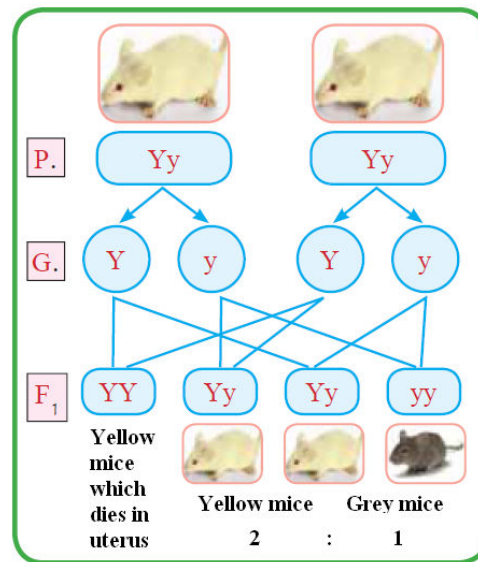 P.
Yy Yy
G.
Y y Y y
F1
YY Yy Yy yy
Yellow
mice
which
dies in
uterus
Yellow mice Grey mice
2 : 1